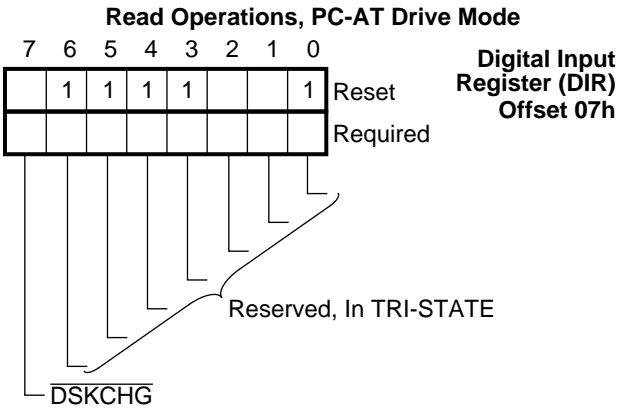 Read Operations, PC-AT Drive Mode
7 6 5 4 3 2 1 0
Digital Input
Register (DIR)
Offset 07h
1 1 1 1 1 Reset
Required
Reserved, In TRI-STATE
DSKCHG